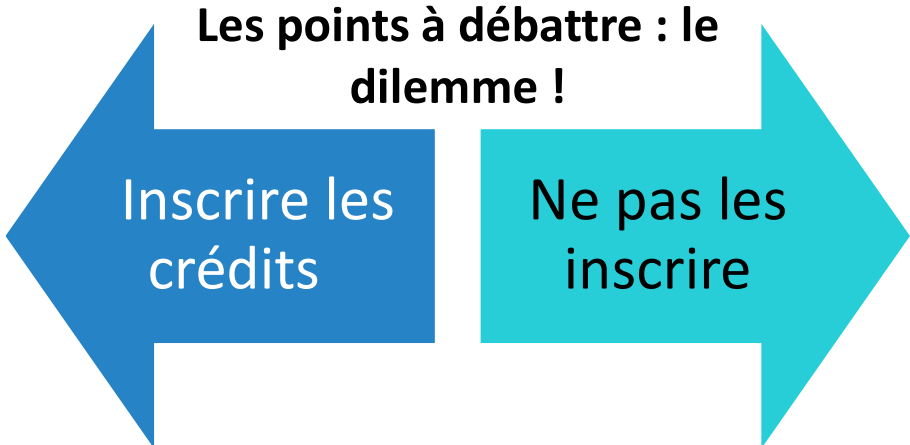 Les points à débattre : le
dilemme !
Inscrire les
crédits
Ne pas les
inscrire